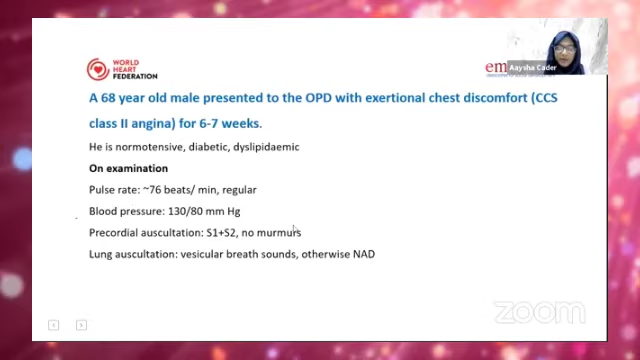 WORLD
HEART
FEDERATION
em
Aaysha Cader
A 68 year old male presented to the OPD with exertional chest discomfort (CCS
class II angina) for 6-7 weeks.
He is normotensive, diabetic, dyslipidaemic
On examination
Pulse rate: ~76 beats/ min, regular
Blood pressure: 130/80 mm Hg
Precordial auscultation: S1+S2, no murmurs
Lung auscultation: vesicular breath sounds, otherwise NAD
zoom